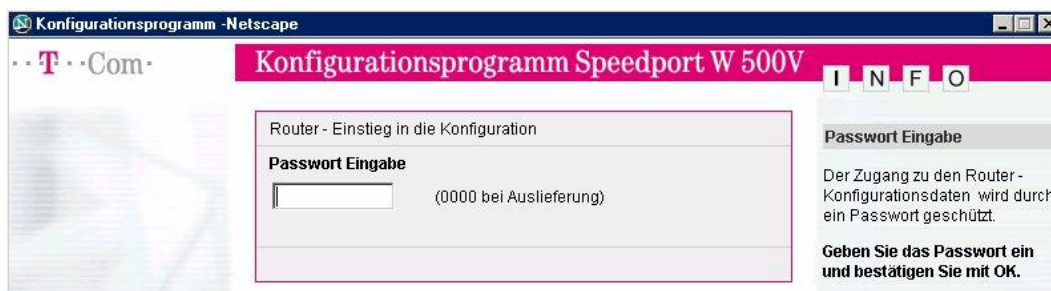 Konfigurationsprogramm -Netscape
··T··Com·
Konfigurationsprogramm Speedport W 500V
I N F O
Router - Einstieg in die Konfiguration
Passwort Eingabe
(0000 bei Auslieferung)
Passwort Eingabe
Der Zugang zu den Router -
Konfigurationsdaten wird durch
ein Passwort geschützt.
Geben Sie das Passwort ein
und bestätigen Sie mit OK.